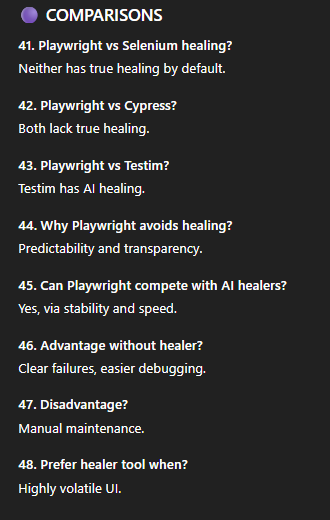 COMPARISONS
41. Playwright vs Selenium healing?
Neither has true healing by default.
42. Playwright vs Cypress?
Both lack true healing.
43. Playwright vs Testim?
Testim has AI healing.
44. Why Playwright avoids healing?
Predictability and transparency.
45. Can Playwright compete with AI healers?
Yes, via stability and speed.
46. Advantage without healer?
Clear failures, easier debugging.
47. Disadvantage?
Manual maintenance.
48. Prefer healer tool when?
Highly volatile UI.